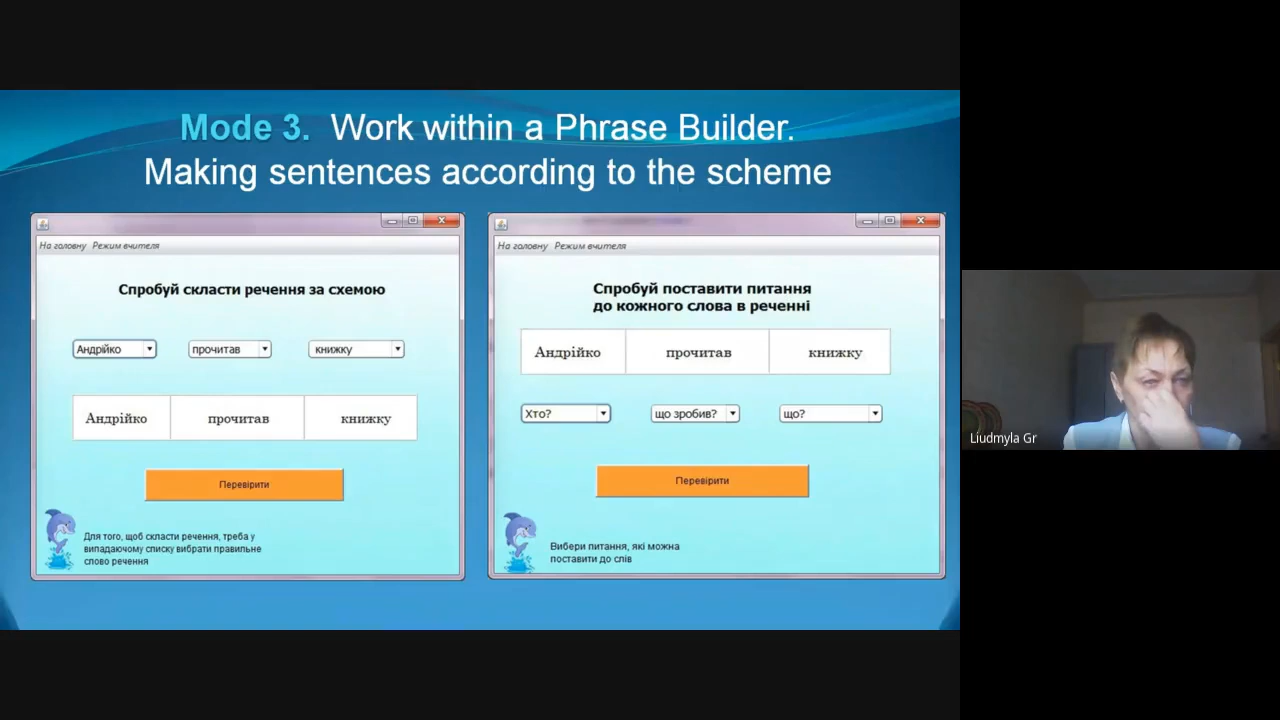 Mode 3. Work within a Phrase Builder.
Making sentences according to the scheme
На головну Режим вчителя
Спробуй скласти речення за схемою
Андрійко прочитав книжку
Андрійко прочитав книжку
Перевірити
Для того, щоб скласти речення, треба у
випадаючому списку вибрати правильне
слово речення
На головну Режим вчителя
Спробуй поставити питання
до кожного слова в реченні
Андрійко прочитав книжку
Хто? що зробив? що?
Перевірити
Вибери питання, які можна
поставити до слів
Liudmyla Gr